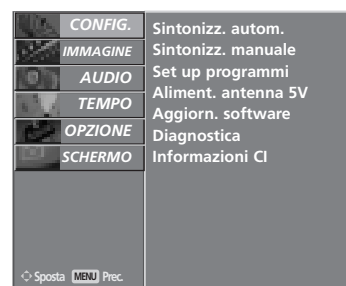 CONFIG.
IMMAGINE
AUDIO
TEMPO
OPZIONE
SCHERMO
Sintonizz. autom.
Sintonizz. manuale
Set up programmi
Aliment. antenna 5V
Aggiorn. software
Diagnostica
Informazioni CI
Sposta MENU Prec.